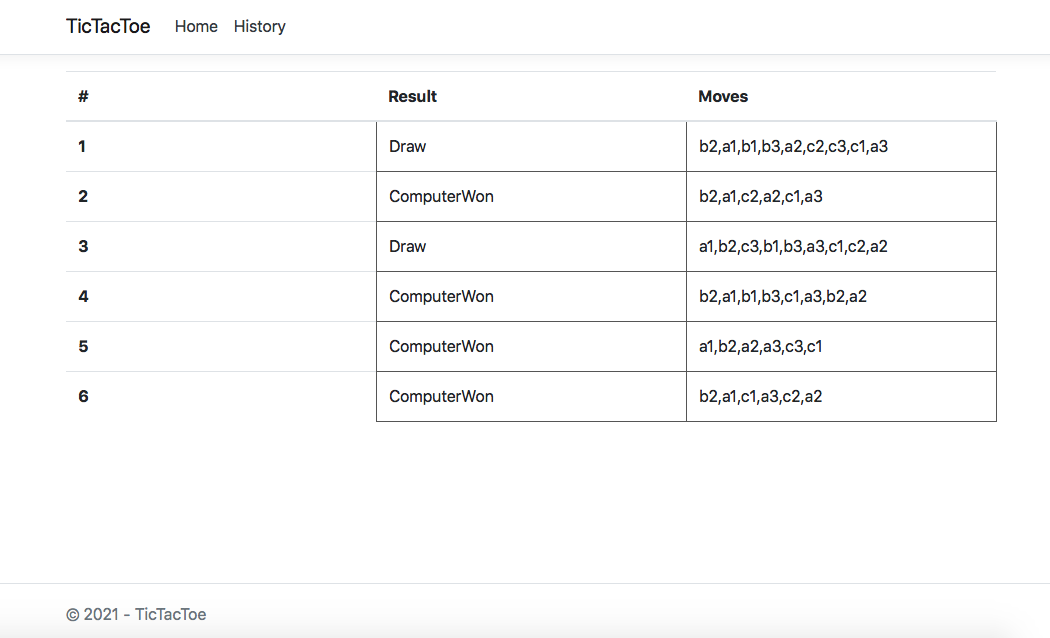 TicTacToe Home History
# Result Moves
1 Draw b2,a1,b1,b3,a2,c2,c3,c1,a3
2 ComputerWon b2,a1,c2,a2,c1,a3
3 Draw a1,b2,c3,b1,b3,a3,c1,c2,a2
4 ComputerWon b2,a1,b1,b3,c1,a3,b2,a2
5 ComputerWon a1,b2,a2,a3,c3,c1
6 ComputerWon b2,a1,c1,a3,c2,a2
© 2021 - TicTacToe